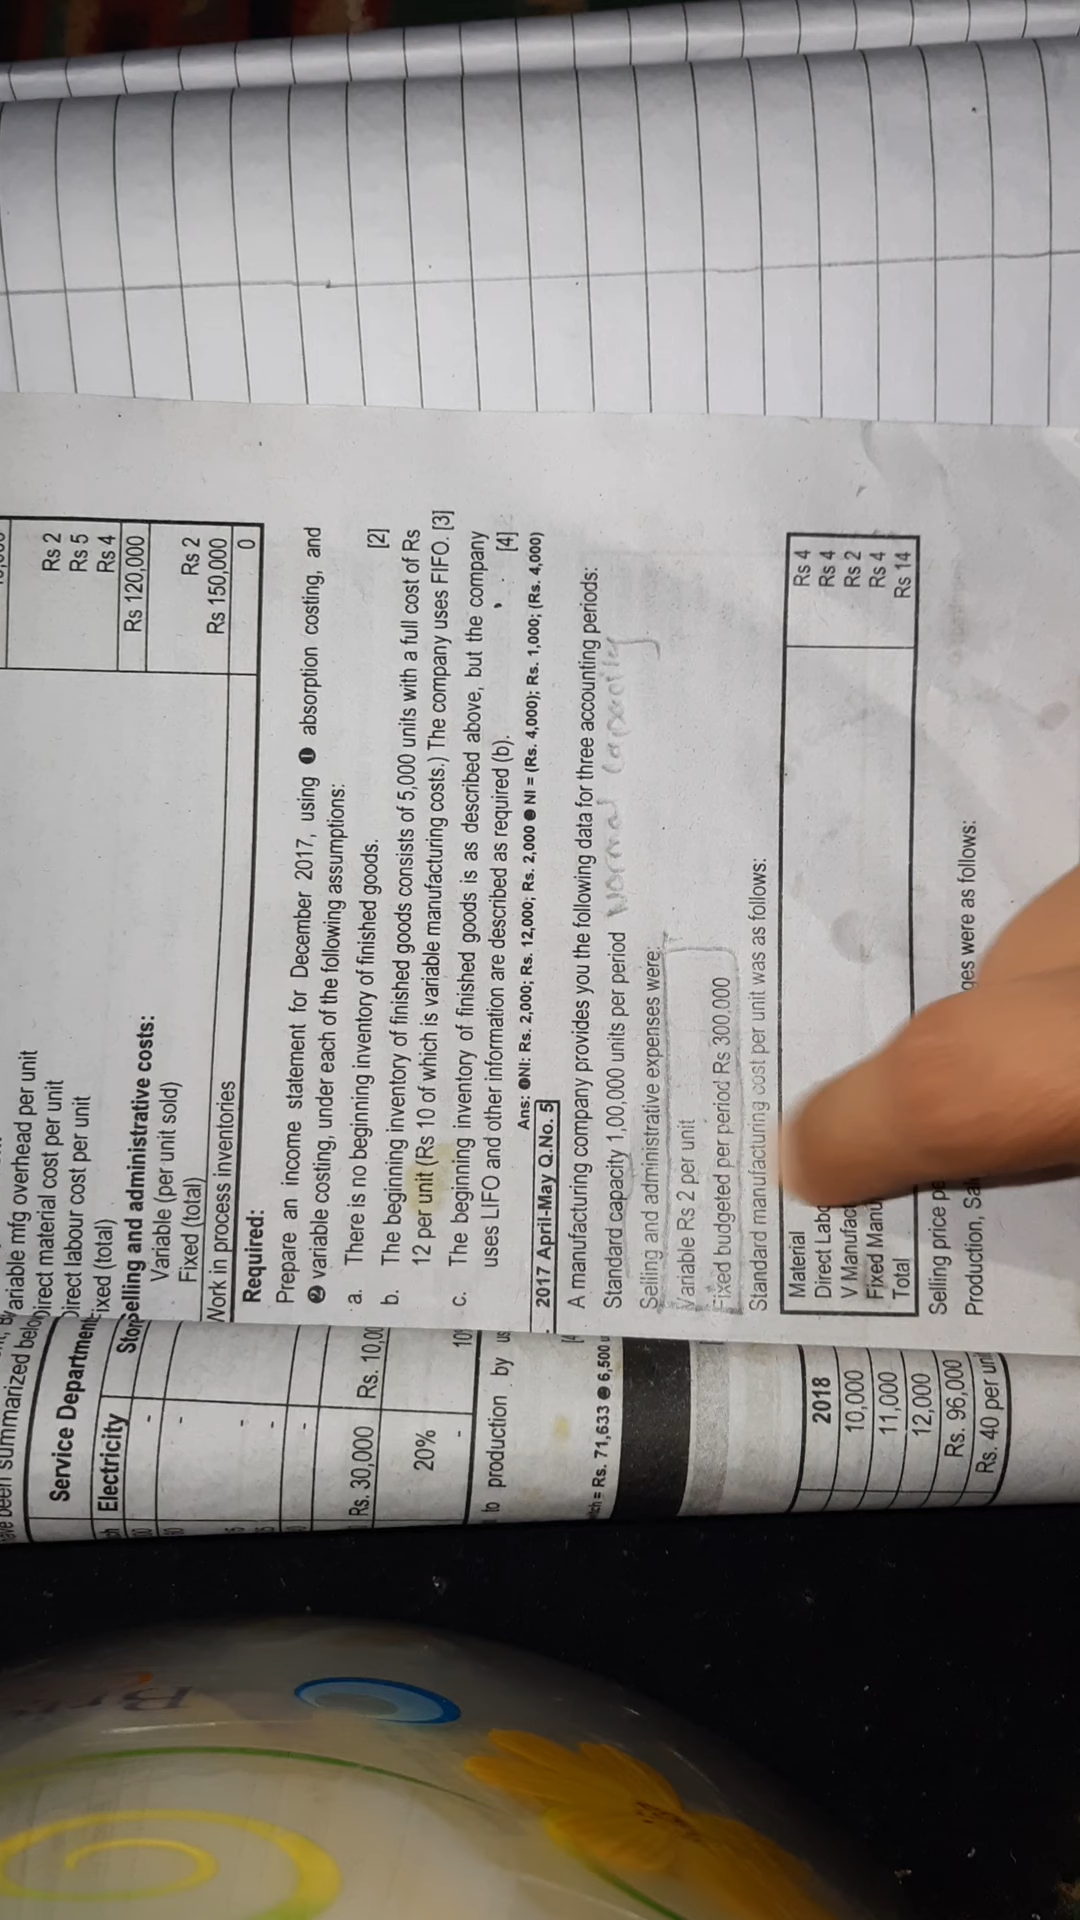 Rs 2
Direct material cost per unit Rs 5
Direct labour cost per unit Rs 4
Fixed (total) Rs 120,000
Selling and administrative costs:
Variable (per unit sold) Rs 2
Fixed (total) Rs 150,000
Work in process inventories 0
Required:
Prepare an income statement for December 2017, using ❶ absorption costing, and
❷ variable costing, under each of the following assumptions:
a. There is no beginning inventory of finished goods. [2]
b. The beginning inventory of finished goods consists of 5,000 units with a full cost of Rs
12 per unit (Rs 10 of which is variable manufacturing costs.) The company uses FIFO. [3]
c. The beginning inventory of finished goods is as described above, but the company
uses LIFO and other information are described as required (b). [4]
Ans: ❶NI: Rs. 2,000; Rs. 12,000; Rs. 2,000 ❷ NI = (Rs. 4,000); Rs. 1,000; (Rs. 4,000)
2017 April-May Q.No. 5
A manufacturing company provides you the following data for three accounting periods:
Standard capacity 1,00,000 units per period Normal Capacity
Selling and administrative expenses were:
Variable Rs 2 per unit
Fixed budgeted per period Rs 300,000
Standard manufacturing cost per unit was as follows:
Material Rs 4
Direct Rs 4
V Rs 2
Fixed Rs 4
Total Rs 14
Selling price
Production, were as follows:
been summarized
Service Department
Electricity
Rs. 30,000
20%
to production by
= Rs. 71,633 ❷ 6,500
2018
10,000
11,000
12,000
Rs. 96,000
Rs. 40 per